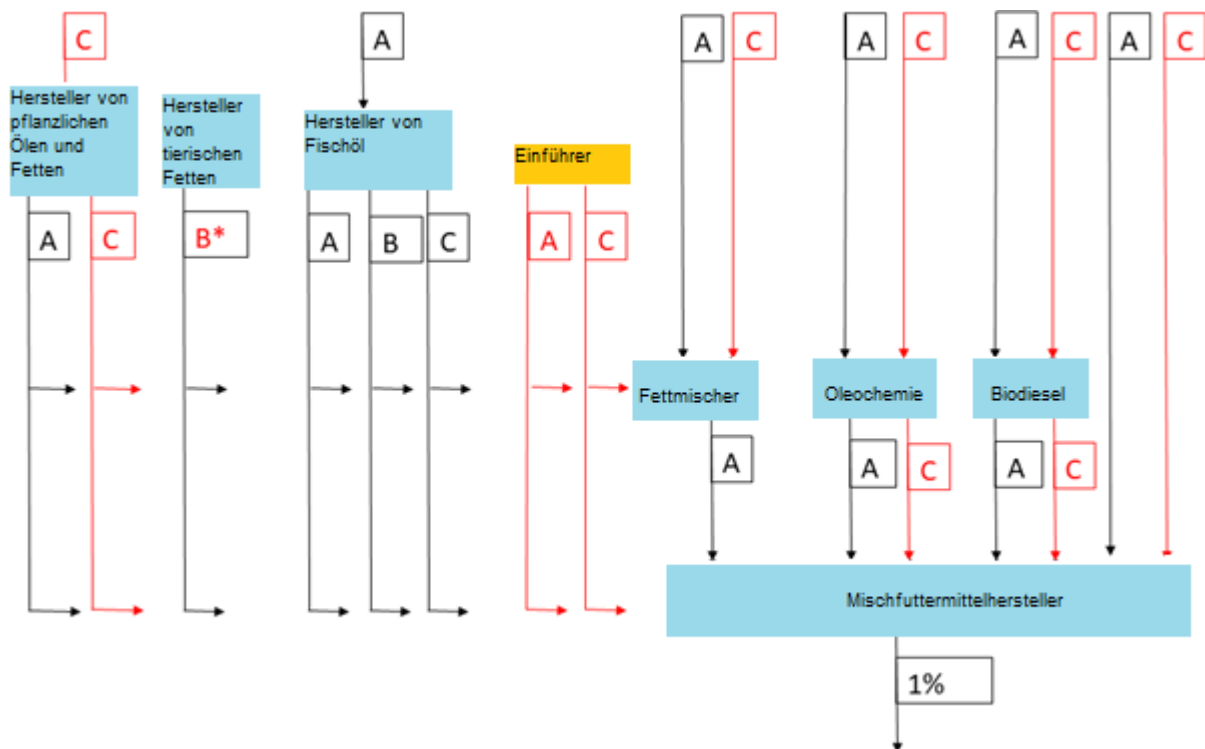 C
A
A
C
A
C
A
C
A
C
Hersteller von
pflanzlichen
Ölen und
Fetten
Hersteller
von
tierischen
Fetten
Hersteller von
Fischöl
Einführer
A
C
B*
A
B
C
A
C
Fettmischer
Oleochemie
Biodiesel
A
A
C
A
C
Mischfuttermittelhersteller
1%